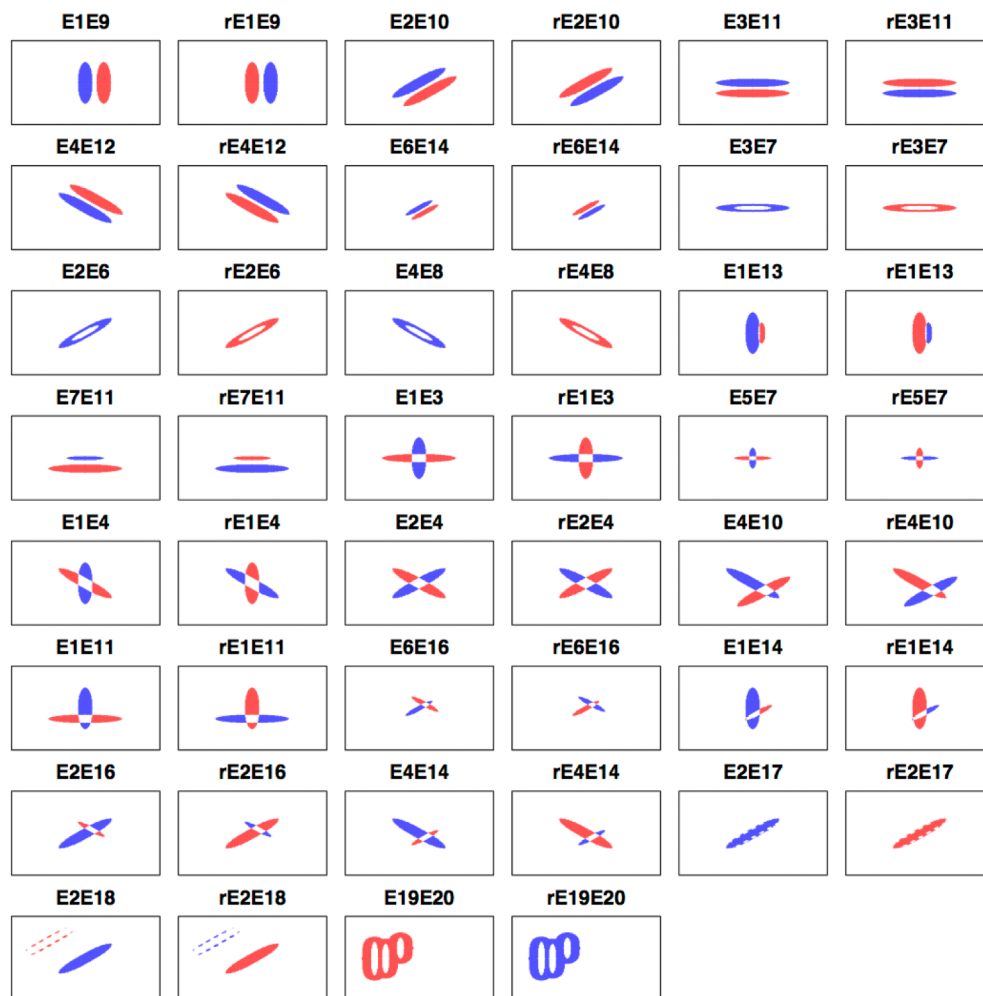 E1E9 rE1E9 E2E10 rE2E10 E3E11 rE3E11
E4E12 rE4E12 E6E14 rE6E14 E3E7 rE3E7
E2E6 rE2E6 E4E8 rE4E8 E1E13 rE1E13
E7E11 rE7E11 E1E3 rE1E3 E5E7 rE5E7
E1E4 rE1E4 E2E4 rE2E4 E4E10 rE4E10
E1E11 rE1E11 E6E16 rE6E16 E1E14 rE1E14
E2E16 rE2E16 E4E14 rE4E14 E2E17 rE2E17
E2E18 rE2E18 E19E20 rE19E20